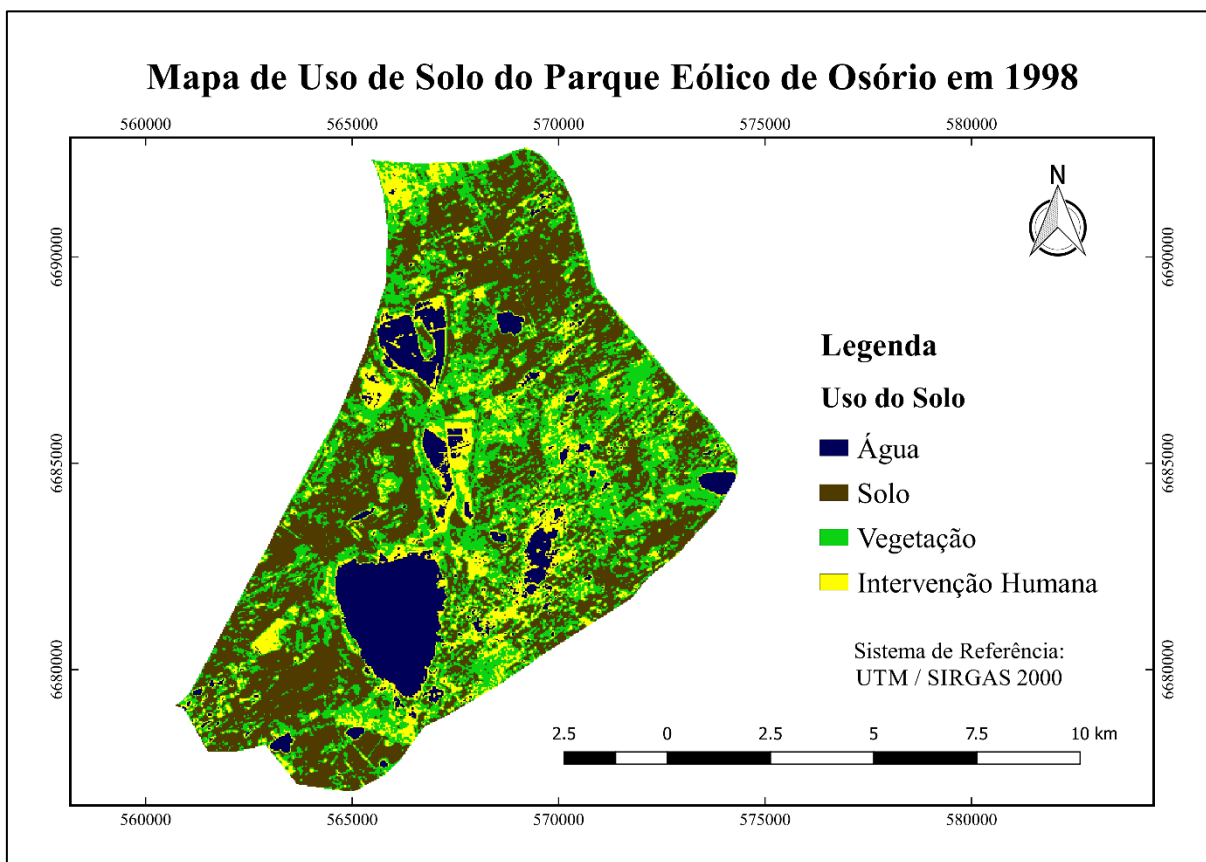 Mapa de Uso de Solo do Parque Eólico de Osório em 1998
560000 565000 570000 575000 580000
N
6690000 6690000
Legenda
Uso do Solo
Água
6685000 6685000
Solo
Vegetação
Intervenção Humana
Sistema de Referência:
6680000 6680000
UTM / SIRGAS 2000
2.5 0 2.5 5 7.5 10 km
560000 565000 570000 575000 580000